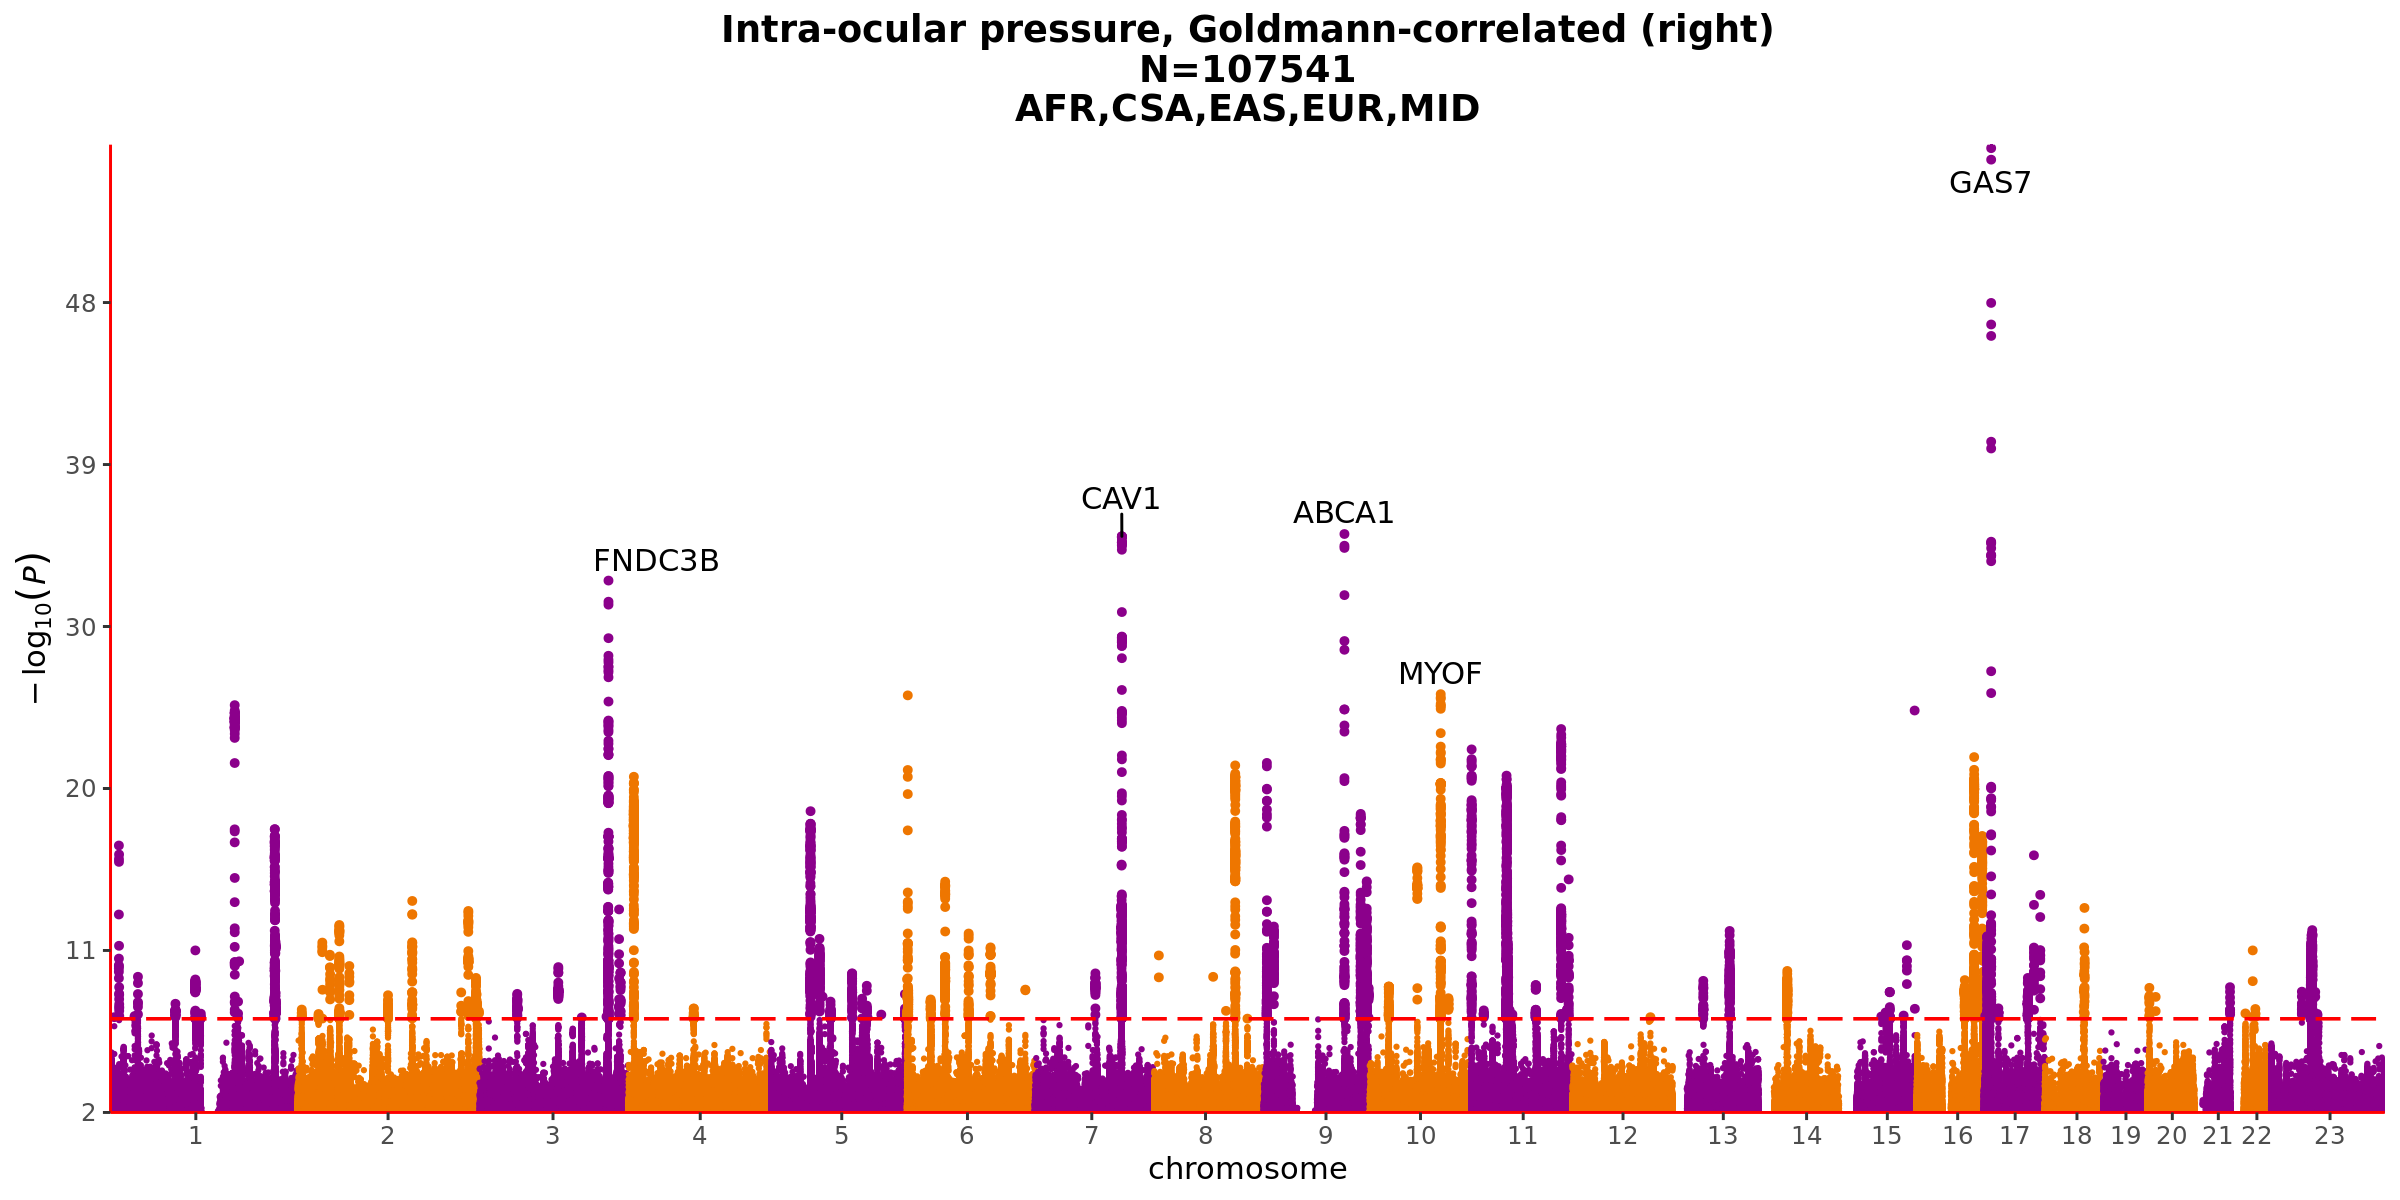 Intra-ocular pressure, Goldmann-correlated (right)
N=107541
AFR,CSA,EAS,EUR,MID
GAS7
48
39
CAV1
ABCA1
FNDC3B
30
MYOF
20
11
2
−log10(P)
1 2 3 4 5 6 7 8 9 10 11 12 13 14 15 16 17 18 19 20 21 22 23
chromosome